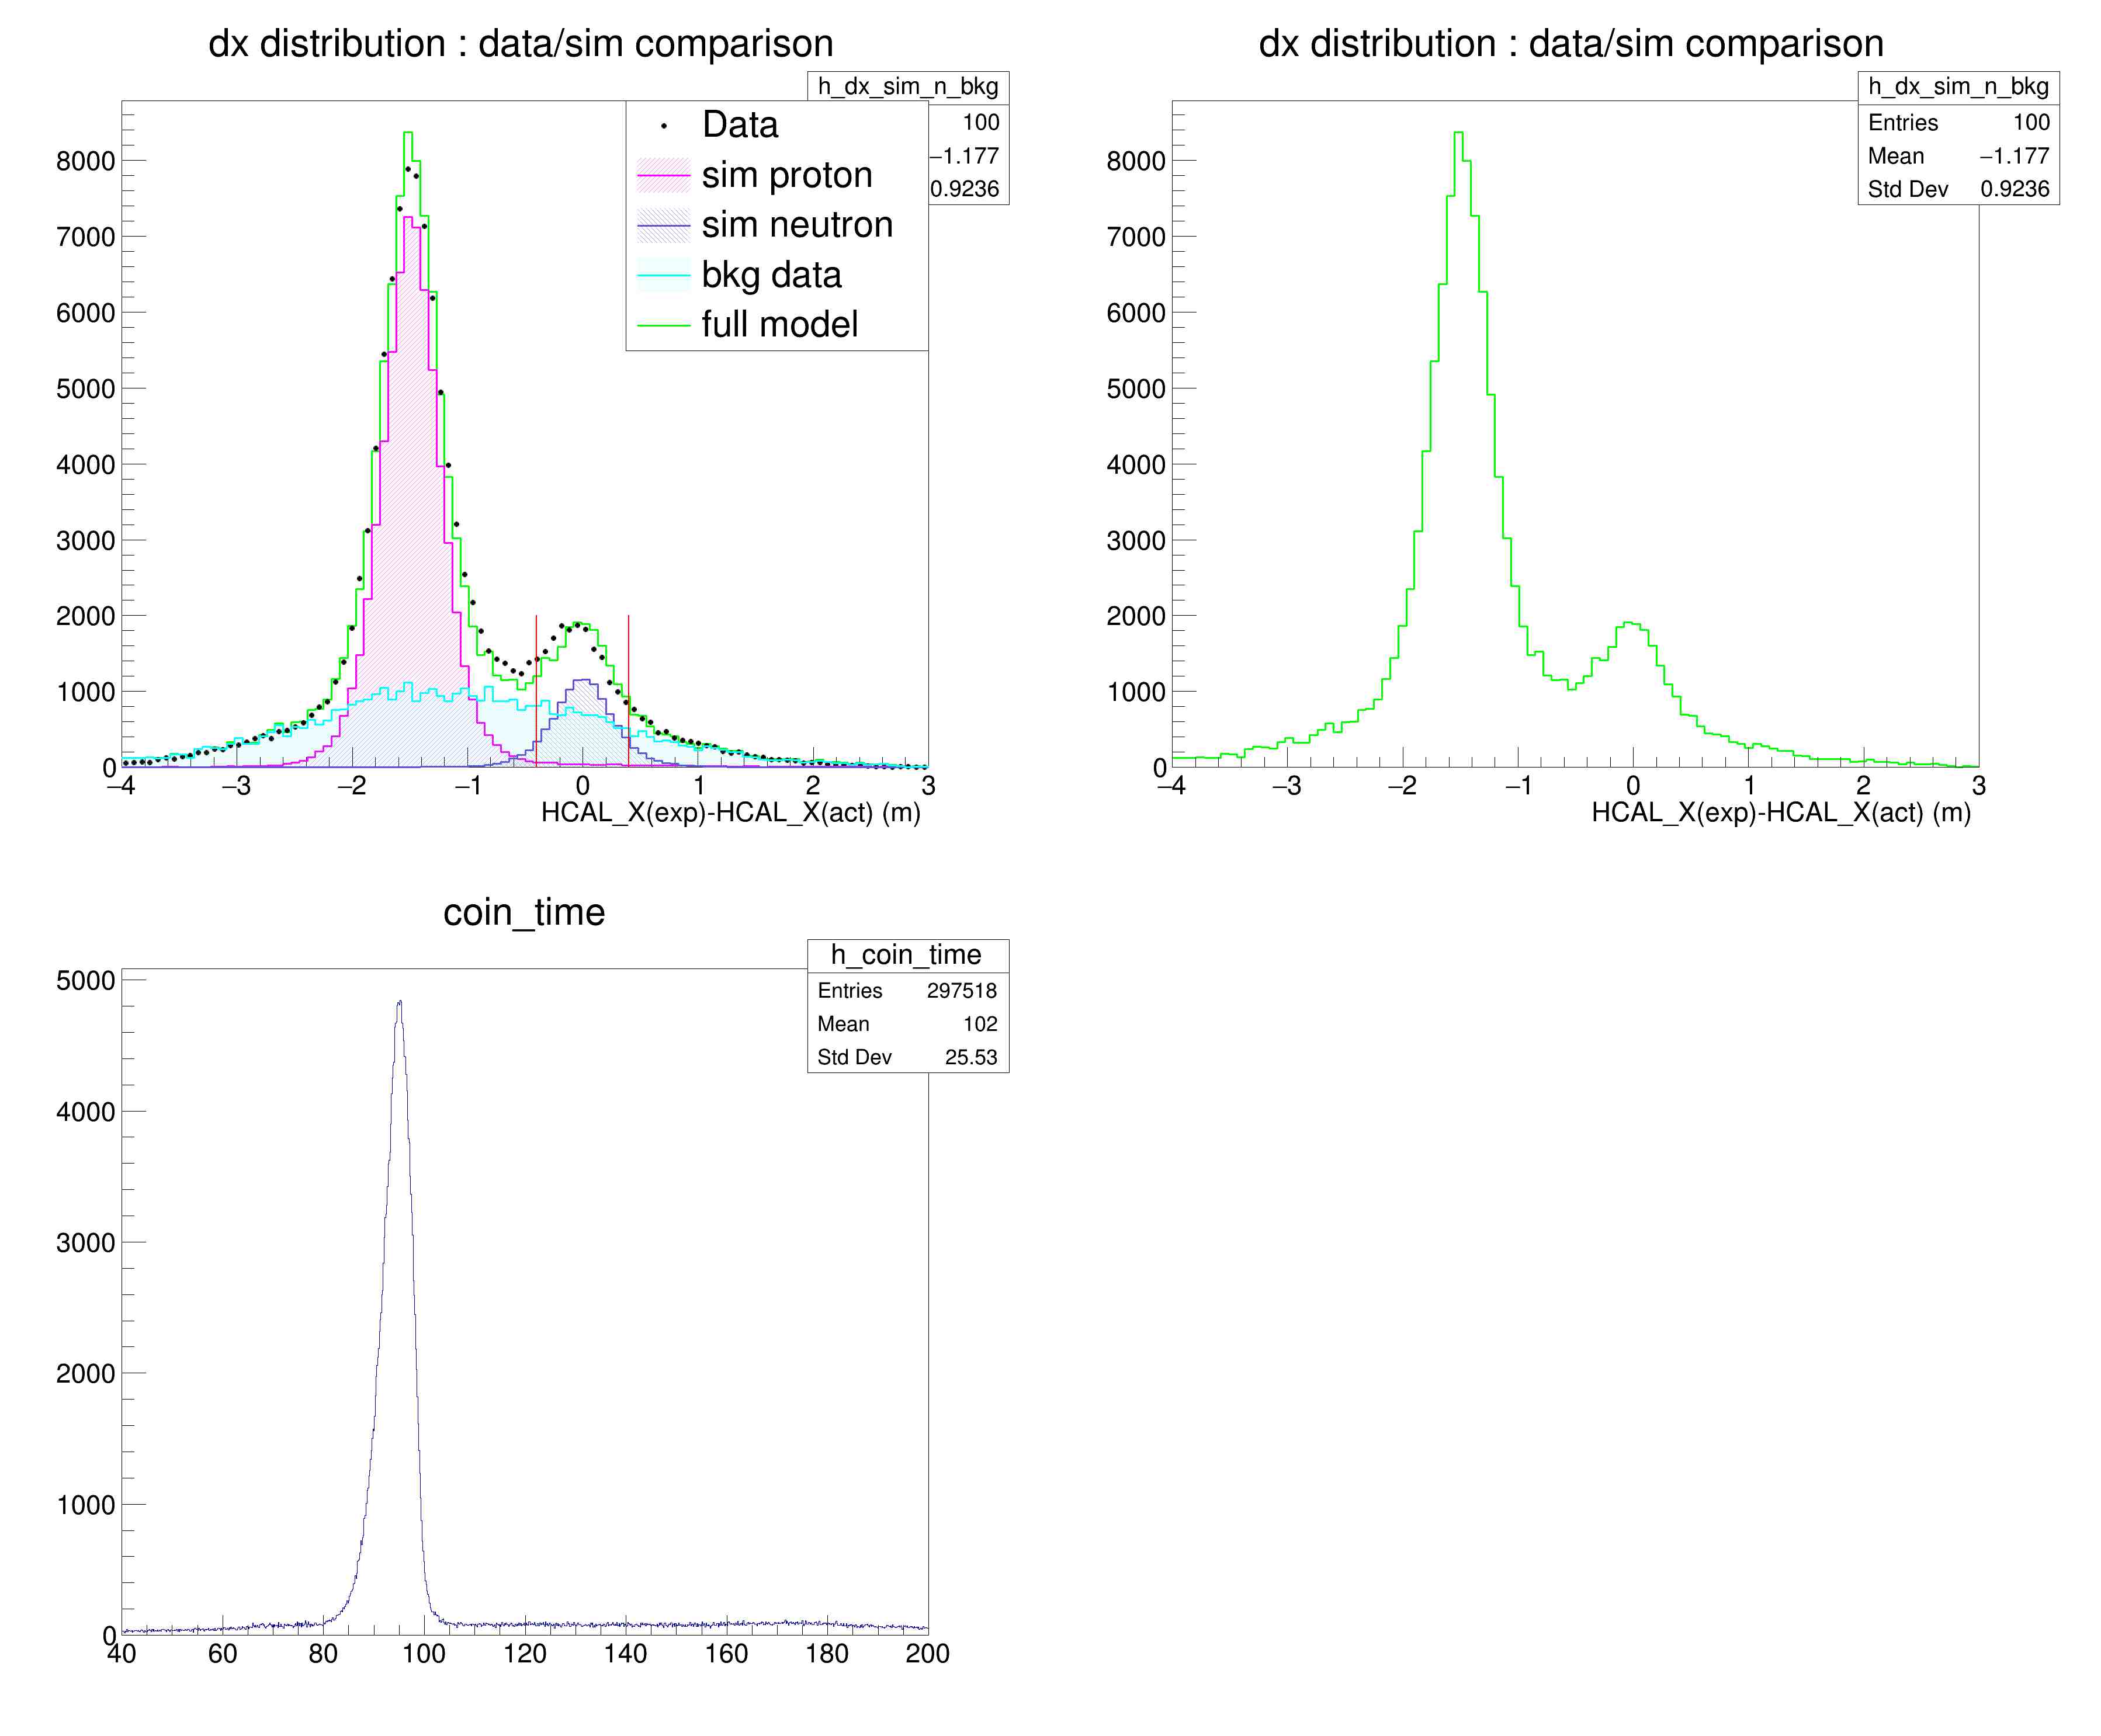 dx distribution : data/sim comparison
h_dx_sim_n_bkg
100
−1.177
0.9236
Data
sim proton
sim neutron
bkg data
full model
8000
7000
6000
5000
4000
3000
2000
1000
0
−4 −3 −2 −1 0 1 2 3
HCAL_X(exp)-HCAL_X(act) (m)
dx distribution : data/sim comparison
h_dx_sim_n_bkg
Entries 100
Mean −1.177
Std Dev 0.9236
8000
7000
6000
5000
4000
3000
2000
1000
0
−4 −3 −2 −1 0 1 2 3
HCAL_X(exp)-HCAL_X(act) (m)
coin_time
h_coin_time
Entries 297518
Mean 102
Std Dev 25.53
5000
4000
3000
2000
1000
0
40 60 80 100 120 140 160 180 200